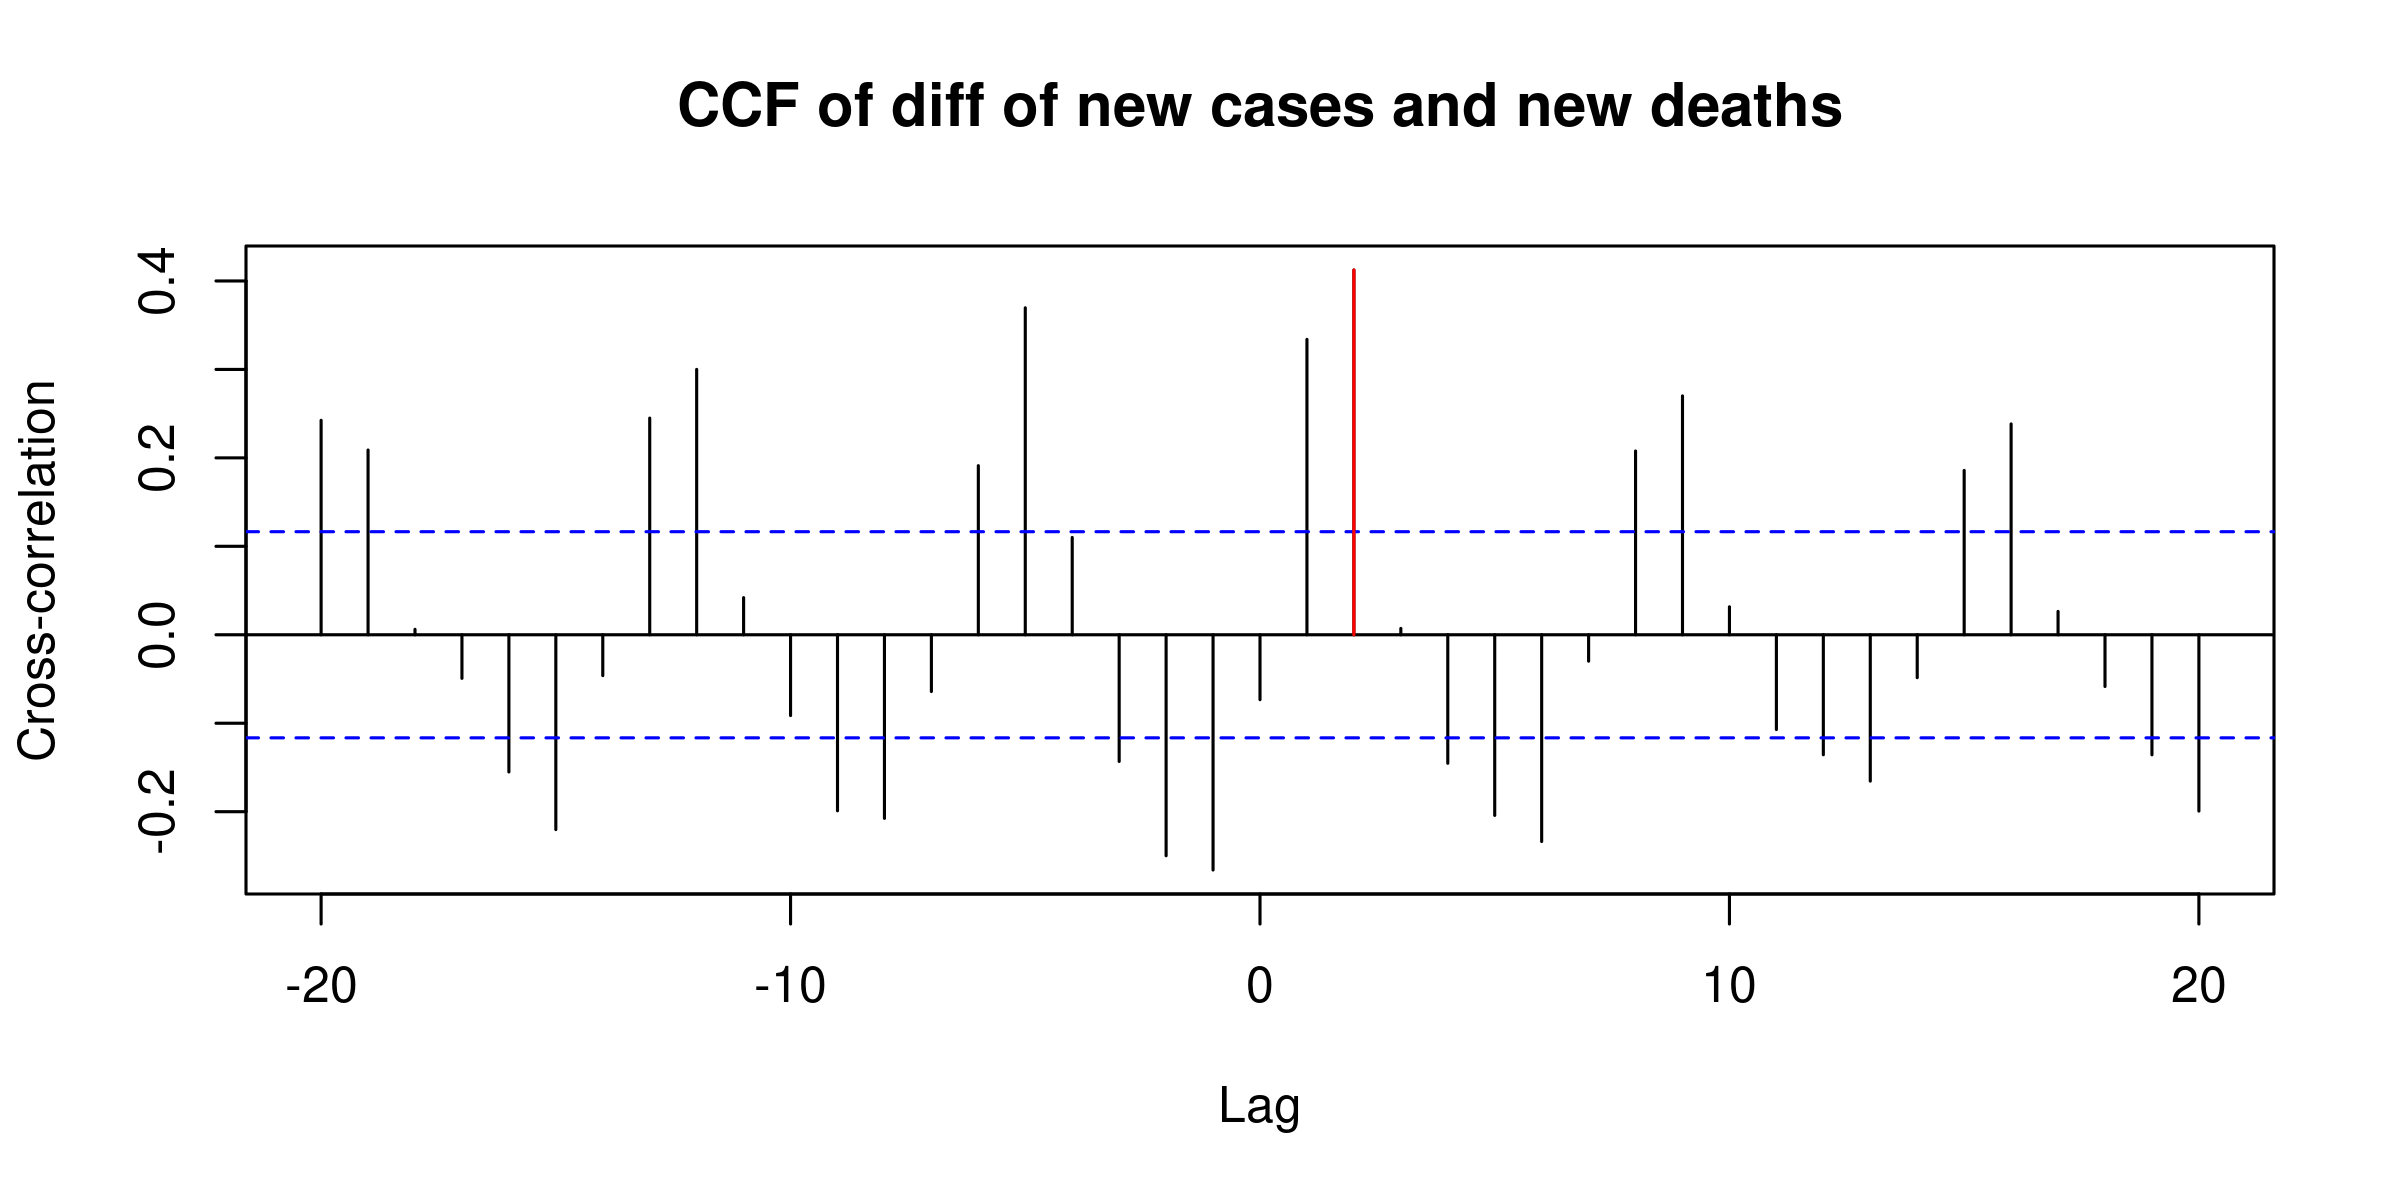 CCF of diff of new cases and new deaths
Cross-correlation
0.4
0.2
0.0
-0.2
-20 -10 0 10 20
Lag